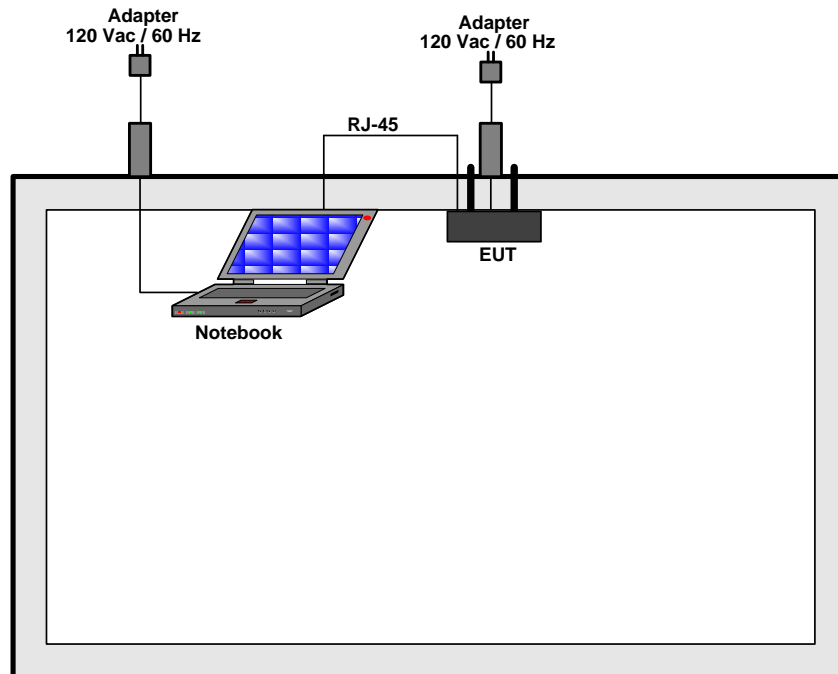 Adapter
120 Vac / 60 Hz
Adapter
120 Vac / 60 Hz
RJ-45
EUT
Notebook